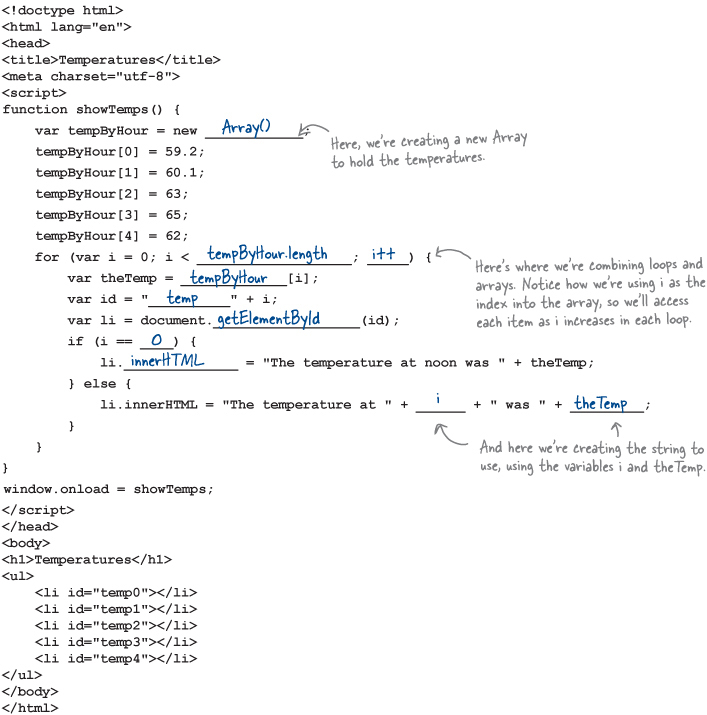 <!doctype html>
<html lang="en">
<head>
<title>Temperatures</title>
<meta charset="utf-8">
<script>
function showTemps() {
var tempByHour = new Array();
Here, we're creating a new Array
to hold the temperatures.
tempByHour[0] = 59.2;
tempByHour[1] = 60.1;
tempByHour[2] = 63;
tempByHour[3] = 65;
tempByHour[4] = 62;
for (var i = 0; i < tempByHour.length; i++) {
Here's where we're combining loops and
arrays. Notice how we're using i as the
index into the array, so we'll access
each item as i increases in each loop.
var theTemp = tempByHour[i];
var id = "temp" + i;
var li = document.getElementById(id);
if (i == 0) {
li.innerHTML = "The temperature at noon was " + theTemp;
} else {
li.innerHTML = "The temperature at " + i + " was " + theTemp;
And here we're creating the string to
use, using the variables i and theTemp.
}
}
}
window.onload = showTemps;
</script>
</head>
<body>
<h1>Temperatures</h1>
<ul>
<li id="temp0"></li>
<li id="temp1"></li>
<li id="temp2"></li>
<li id="temp3"></li>
<li id="temp4"></li>
</ul>
</body>
</html>